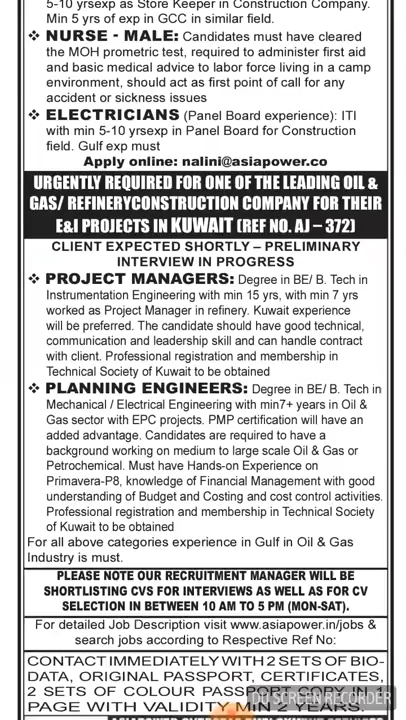 5-10 yrsexp as Store Keeper in Construction Company.
Min 5 yrs of exp in GCC in similar field.
❖ NURSE - MALE: Candidates must have cleared
the MOH prometric test, required to administer first aid
and basic medical advice to labor force living in a camp
environment, should act as first point of call for any
accident or sickness issues
❖ ELECTRICIANS (Panel Board experience): ITI
with min 5-10 yrsexp in Panel Board for Construction
field. Gulf exp must
Apply online: nalini@asiapower.co
URGENTLY REQUIRED FOR ONE OF THE LEADING OIL &
GAS/ REFINERYCONSTRUCTION COMPANY FOR THEIR
E&I PROJECTS IN KUWAIT (REF NO. AJ – 372)
CLIENT EXPECTED SHORTLY – PRELIMINARY
INTERVIEW IN PROGRESS
❖ PROJECT MANAGERS: Degree in BE/ B. Tech in
Instrumentation Engineering with min 15 yrs, with min 7 yrs
worked as Project Manager in refinery. Kuwait experience
will be preferred. The candidate should have good technical,
communication and leadership skill and can handle contract
with client. Professional registration and membership in
Technical Society of Kuwait to be obtained
❖ PLANNING ENGINEERS: Degree in BE/ B. Tech in
Mechanical / Electrical Engineering with min7+ years in Oil &
Gas sector with EPC projects. PMP certification will have an
added advantage. Candidates are required to have a
background working on medium to large scale Oil & Gas or
Petrochemical. Must have Hands-on Experience on
Primavera-P8, knowledge of Financial Management with good
understanding of Budget and Costing and cost control activities.
Professional registration and membership in Technical Society
of Kuwait to be obtained
For all above categories experience in Gulf in Oil & Gas
Industry is must.
PLEASE NOTE OUR RECRUITMENT MANAGER WILL BE
SHORTLISTING CVS FOR INTERVIEWS AS WELL AS FOR CV
SELECTION IN BETWEEN 10 AM TO 5 PM (MON-SAT).
For detailed Job Description visit www.asiapower.in/jobs &
search jobs according to Respective Ref No:
CONTACT IMMEDIATELY WITH 2 SETS OF BIO-
DATA, ORIGINAL PASSPORT, CERTIFICATES,
2 SETS OF COLOUR PASSPORT COPY IN
PAGE WITH VALIDITY MIN 2 YEARS.
DU SCREEN RECORDER